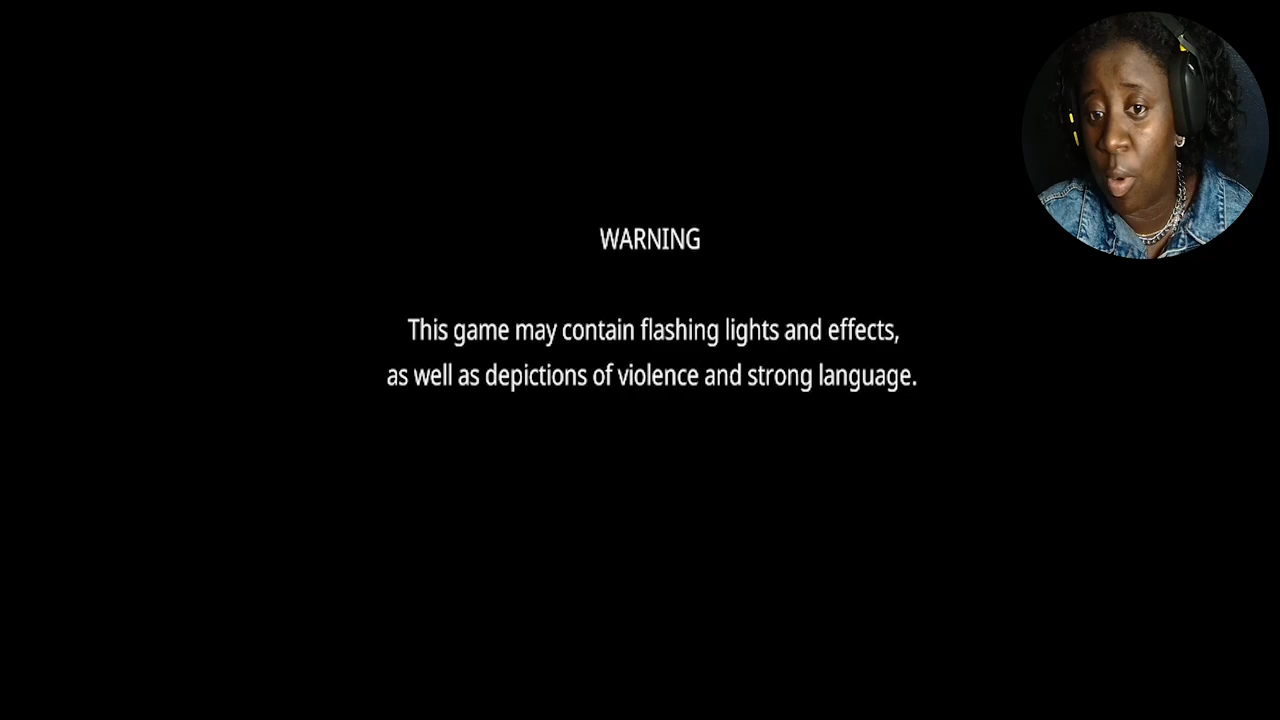 WARNING
This game may contain flashing lights and effects,
as well as depictions of violence and strong language.